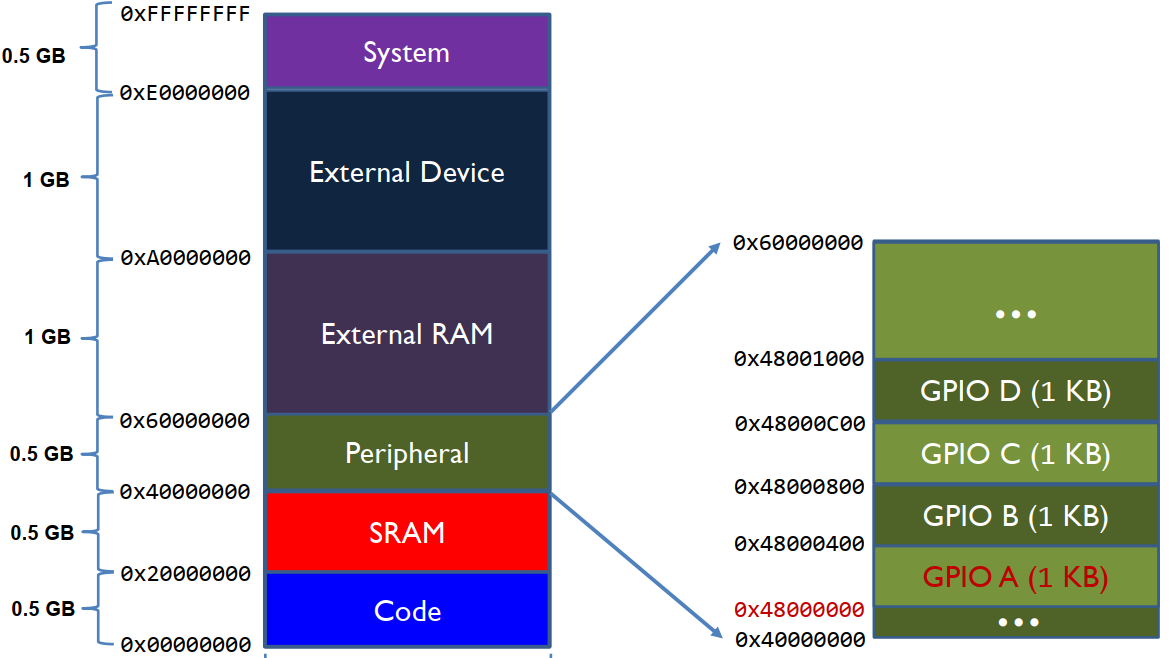 0xFFFFFFFF
0.5 GB
System
0xE0000000
1 GB
External Device
0xA0000000
1 GB
External RAM
0x60000000
0.5 GB
Peripheral
0x40000000
0.5 GB
SRAM
0x20000000
0.5 GB
Code
0x00000000
0x60000000
...
0x48001000
GPIO D (1 KB)
0x48000C00
GPIO C (1 KB)
0x48000800
GPIO B (1 KB)
0x48000400
GPIO A (1 KB)
0x48000000
...
0x40000000